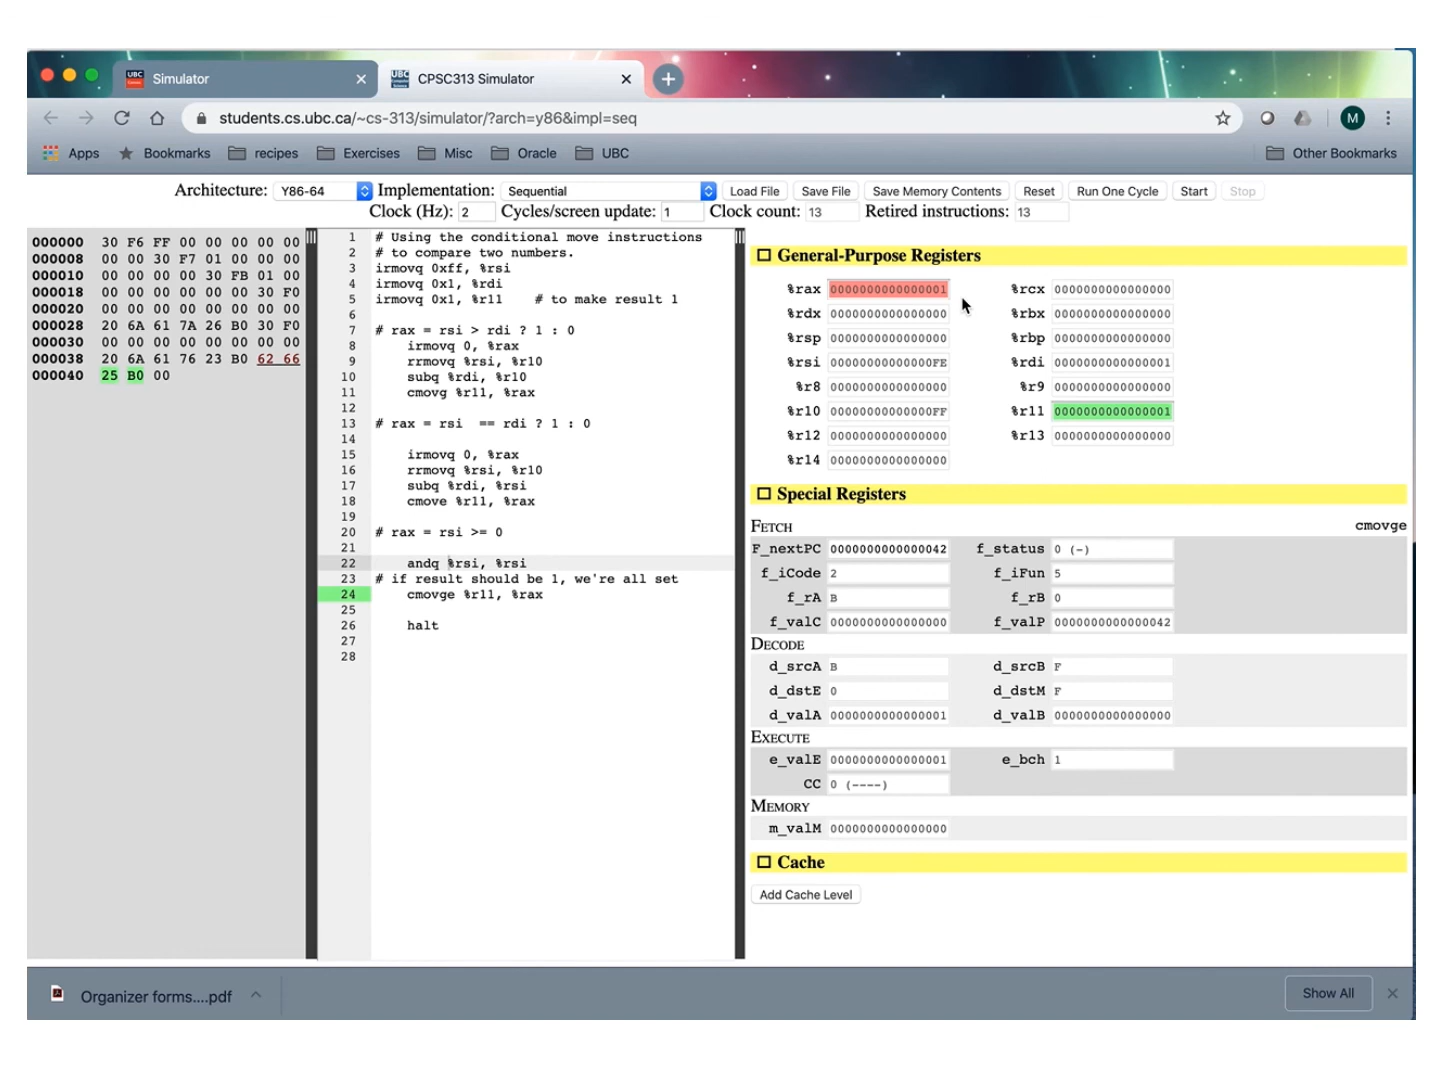 Simulator
CPSC313 Simulator
students.cs.ubc.ca/~cs-313/simulator/?arch=y86&impl=seq
M
Apps Bookmarks recipes Exercises Misc Oracle UBC Other Bookmarks
Architecture: Y86-64 Implementation: Sequential Load File Save File Save Memory Contents Reset Run One Cycle Start Stop
Clock (Hz): 2 Cycles/screen update: 1 Clock count: 13 Retired instructions: 13
000000 30 F6 FF 00 00 00 00 00
000008 00 00 30 F7 01 00 00 00
000010 00 00 00 00 30 FB 01 00
000018 00 00 00 00 00 00 30 F0
000020 00 00 00 00 00 00 00 00
000028 20 6A 61 7A 26 B0 30 F0
000030 00 00 00 00 00 00 00 00
000038 20 6A 61 76 23 B0 62 66
000040 25 B0 00
1 # Using the conditional move instructions
2 # to compare two numbers.
3 irmovq 0xff, %rsi
4 irmovq 0x1, %rdi
5 irmovq 0x1, %r11 # to make result 1
6
7 # rax = rsi > rdi ? 1 : 0
8 irmovq 0, %rax
9 rrmovq %rsi, %r10
10 subq %rdi, %r10
11 cmovg %r11, %rax
12
13 # rax = rsi == rdi ? 1 : 0
14
15 irmovq 0, %rax
16 rrmovq %rsi, %r10
17 subq %rdi, %rsi
18 cmove %r11, %rax
19
20 # rax = rsi >= 0
21
22 andq %rsi, %rsi
23 # if result should be 1, we're all set
24 cmovge %r11, %rax
25
26 halt
27
28
General-Purpose Registers
%rax 0000000000000001 %rcx 0000000000000000
%rdx 0000000000000000 %rbx 0000000000000000
%rsp 0000000000000000 %rbp 0000000000000000
%rsi 00000000000000FE %rdi 0000000000000001
%r8 0000000000000000 %r9 0000000000000000
%r10 00000000000000FF %r11 0000000000000001
%r12 0000000000000000 %r13 0000000000000000
%r14 0000000000000000
Special Registers
FETCH cmovge
F_nextPC 0000000000000042 f_status 0 (-)
f_iCode 2 f_iFun 5
f_rA B f_rB 0
f_valC 0000000000000000 f_valP 0000000000000042
DECODE
d_srcA B d_srcB F
d_dstE 0 d_dstM F
d_valA 0000000000000001 d_valB 0000000000000000
EXECUTE
e_valE 0000000000000001 e_bch 1
CC 0 (----)
MEMORY
m_valM 0000000000000000
Cache
Add Cache Level
Organizer forms....pdf
Show All